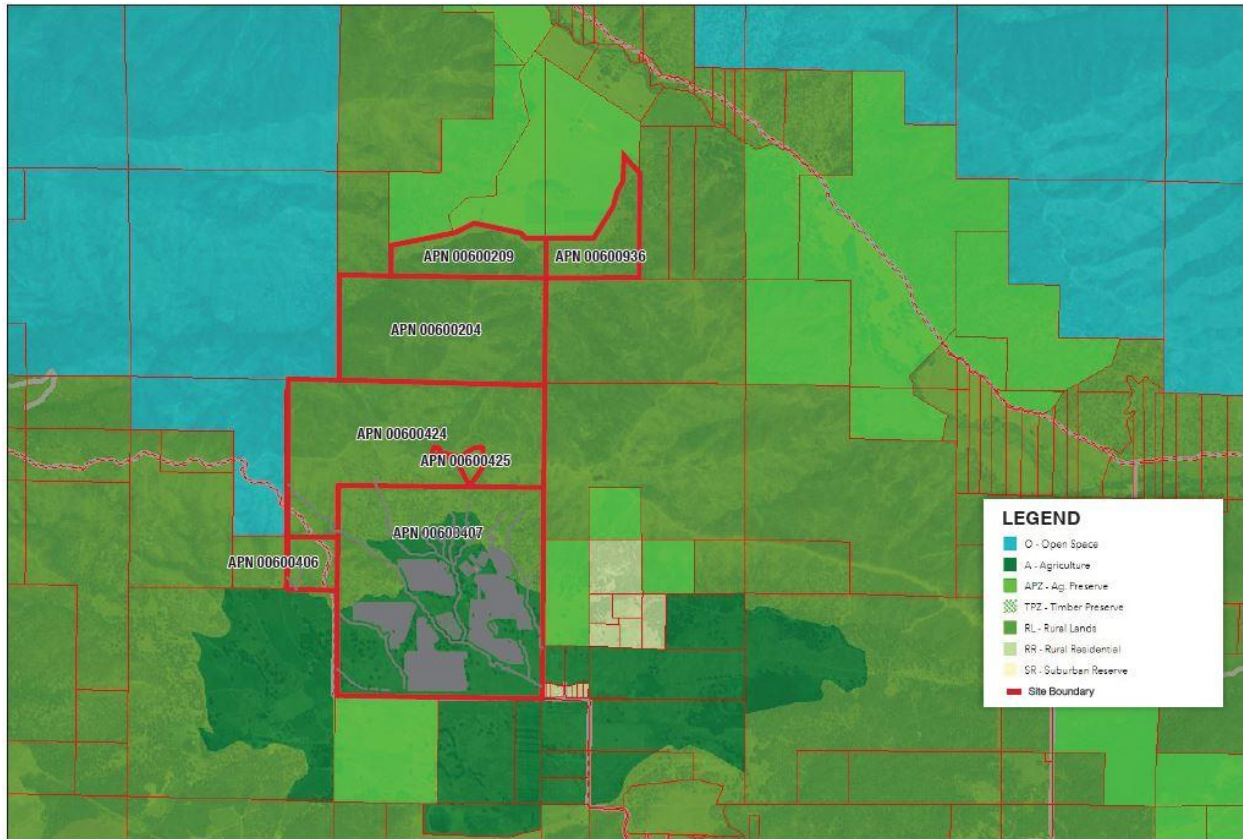 APN 00600209
APN 00600936
APN 00600204
APN 00600424
APN 00600425
APN 00600407
APN 00600406
LEGEND
O - Open Space
A - Agriculture
APZ - Ag. Preserve
TPZ - Timber Preserve
RL - Rural Lands
RR - Rural Residential
SR - Suburban Reserve
Site Boundary